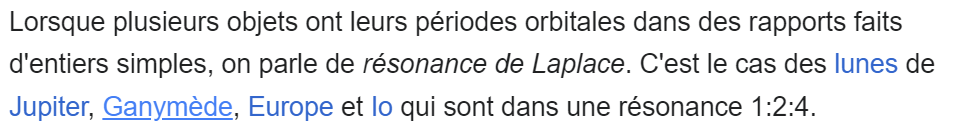 Lorsque plusieurs objets ont leurs périodes orbitales dans des rapports faits
d'entiers simples, on parle de résonance de Laplace. C'est le cas des lunes de
Jupiter, Ganymède, Europe et Io qui sont dans une résonance 1:2:4.